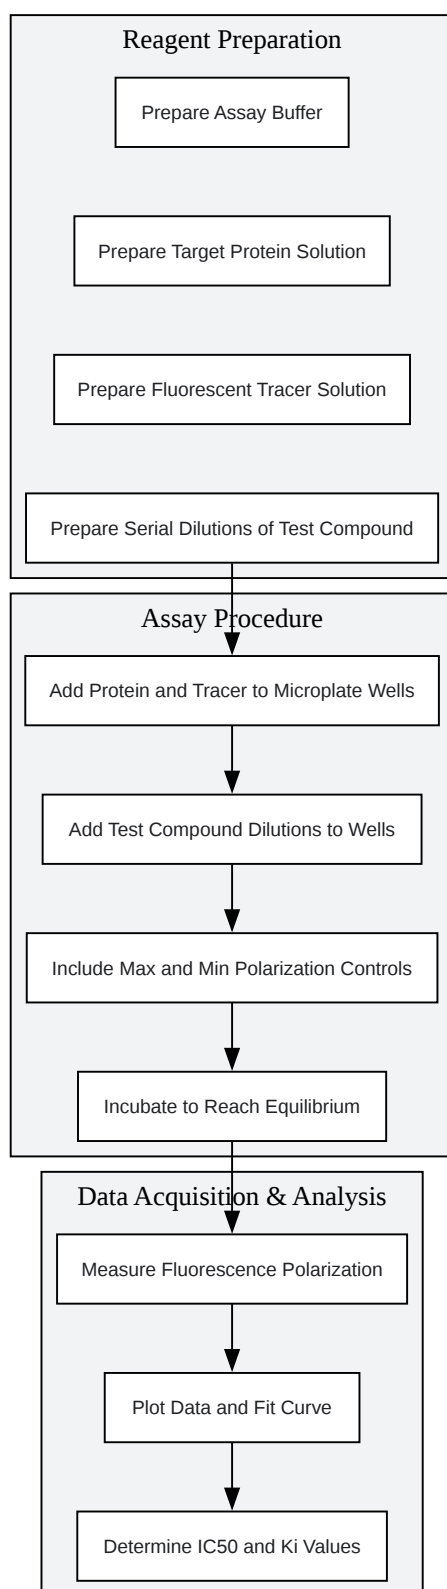 Reagent Preparation
Prepare Assay Buffer
Prepare Target Protein Solution
Prepare Fluorescent Tracer Solution
Prepare Serial Dilutions of Test Compound
Assay Procedure
Add Protein and Tracer to Microplate Wells
Add Test Compound Dilutions to Wells
Include Max and Min Polarization Controls
Incubate to Reach Equilibrium
Data Acquisition & Analysis
Measure Fluorescence Polarization
Plot Data and Fit Curve
Determine IC50 and Ki Values